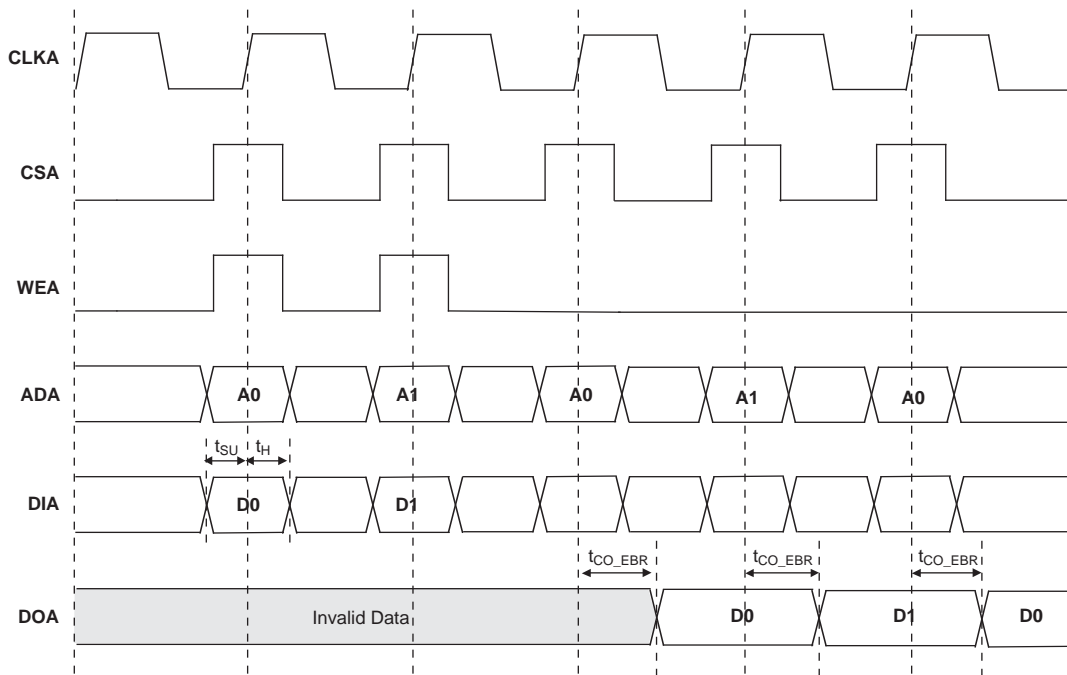 CLKA
CSA
WEA
ADA A0 A1 A0 A1 A0
tSU tH
DIA D0 D1
tCO_EBR tCO_EBR tCO_EBR
DOA Invalid Data D0 D1 D0